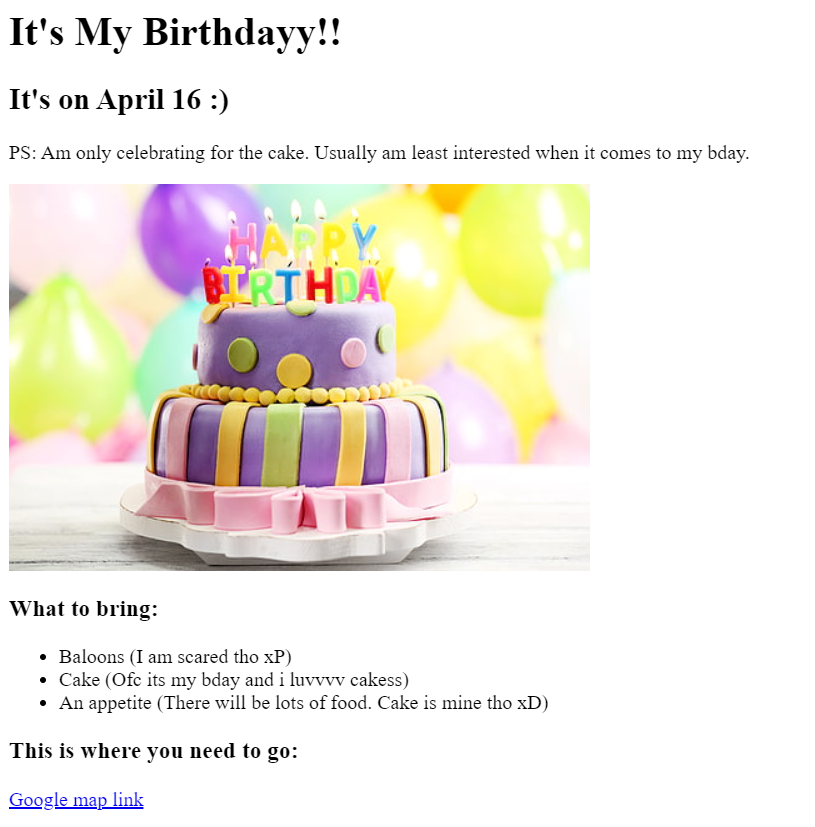 It's My Birthdayy!!
It's on April 16 :)
PS: Am only celebrating for the cake. Usually am least interested when it comes to my bday.
HAPPY
BIRTHDAY
What to bring:
Baloons (I am scared tho xP)
Cake (Ofc its my bday and i luvvvv cakess)
An appetite (There will be lots of food. Cake is mine tho xD)
This is where you need to go:
Google map link